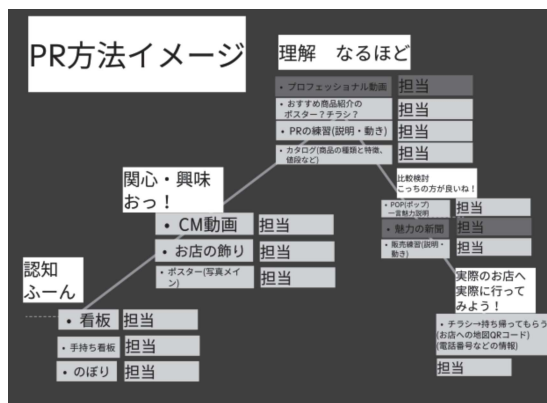 PR方法イメージ
理解　なるほど
・プロフェッショナル動画
担当
・おすすめ商品紹介の
ポスター？チラシ？
担当
・PRの練習(説明・動き)
担当
・カタログ(商品の種類と特徴、
値段など)
担当
関心・興味
おっ！
・CM動画
担当
・お店の飾り
担当
・ポスター(写真メイ
ン)
担当
認知
ふーん
・看板
担当
・手持ち看板
担当
・のぼり
担当
比較検討
こっちの方が良いね！
・POP(ポップ)
一言魅力説明
担当
・魅力の新聞
担当
・販売練習(説明・
動き)
担当
実際のお店へ
実際に行って
みよう！
・チラシ→持ち帰ってもらう
(お店への地図QRコード)
(電話番号などの情報)
担当